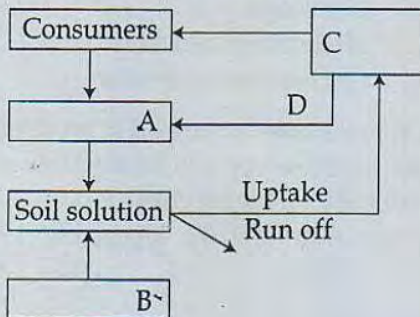 Consumers
C
A
D
Soil solution
Uptake
Run off
B